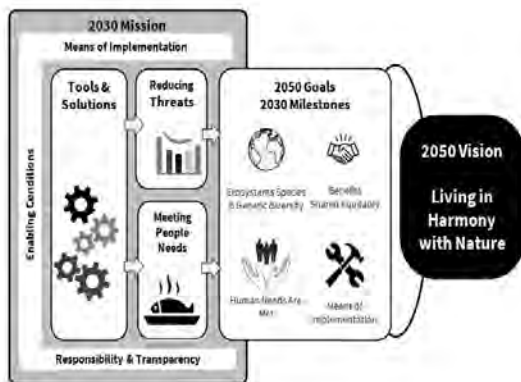 2030 Mission
Means of Implementation
Enabling Conditions
Tools &
Solutions
Reducing
Threats
Meeting
People
Needs
2050 Goals
2030 Milestones
Ecosystems Species
& Genetic Diversity
Benefits
Shared Equitably
Human Needs Are
Met
Means of
Implementation
2050 Vision
Living in
Harmony
with Nature
Responsibility & Transparency